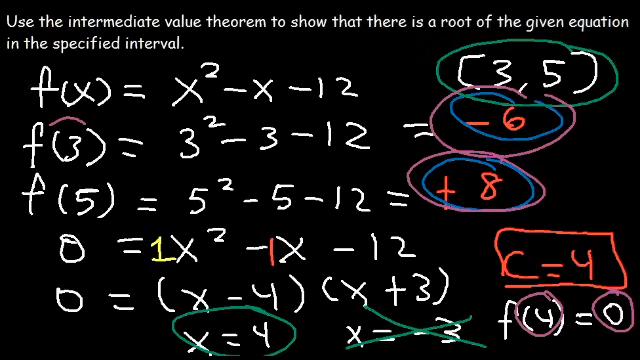 Use the intermediate value theorem to show that there is a root of the given equation
in the specified interval.
f(x) = x² - x - 12 [3, 5]
f(3) = 3² - 3 - 12 = - 6
f(5) = 5² - 5 - 12 = + 8
0 = 1x² - 1x - 12
c = 4
0 = (x - 4) (x + 3)
x = 4 x = -3 f(4) = 0